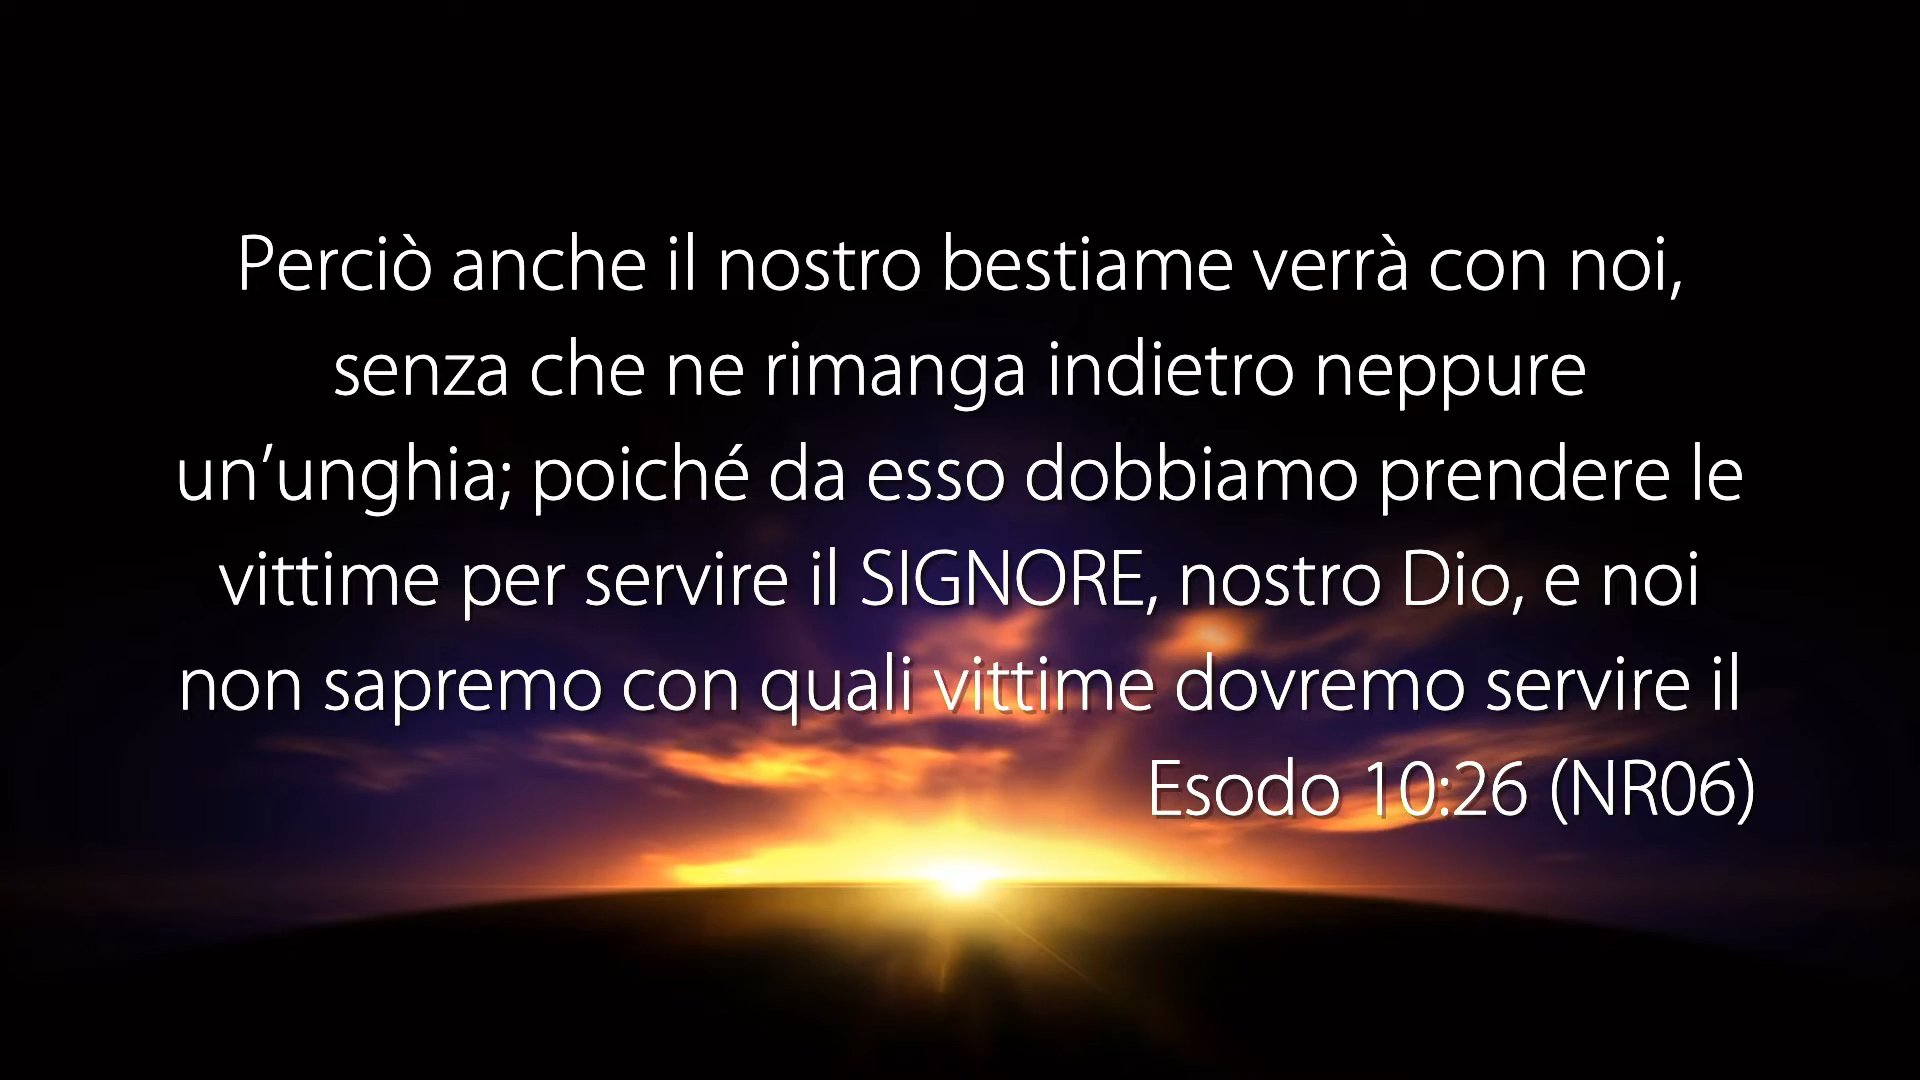 Perciò anche il nostro bestiame verrà con noi,
senza che ne rimanga indietro neppure
un’unghia; poiché da esso dobbiamo prendere le
vittime per servire il SIGNORE, nostro Dio, e noi
non sapremo con quali vittime dovremo servire il
Esodo 10:26 (NR06)